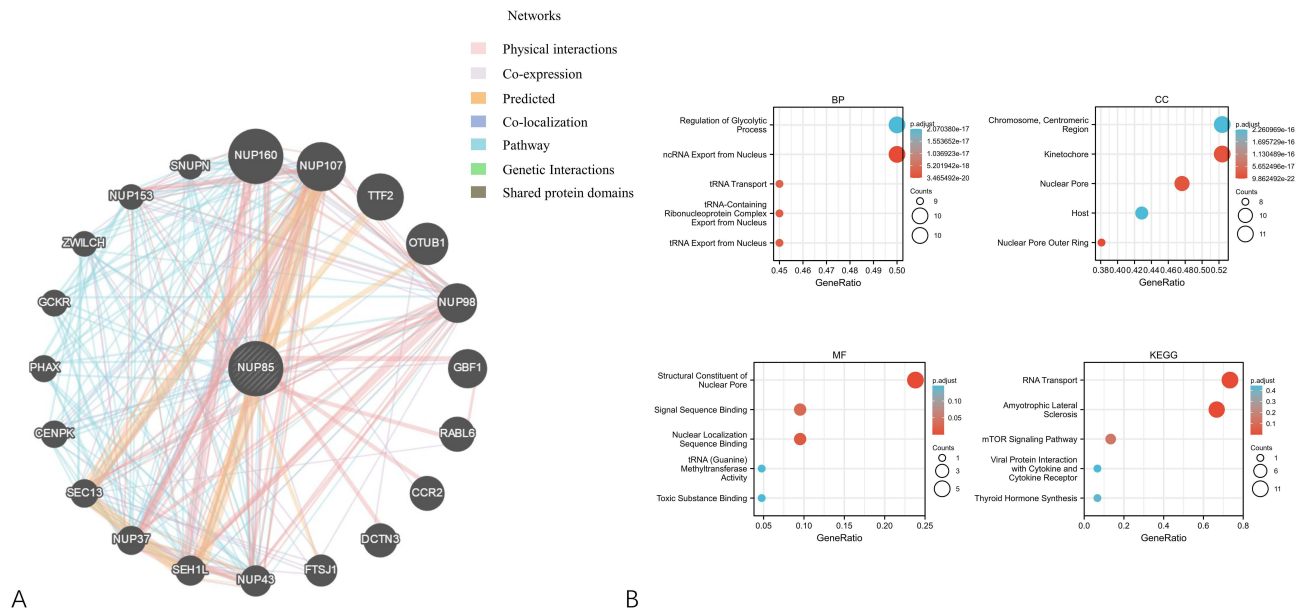 Networks
Physical interactions
Co-expression
Predicted
Co-localization
Pathway
Genetic Interactions
Shared protein domains
NUP160
NUP107
SNUPN
TTF2
NUP153
OTUB1
ZWILCH
NUP98
GCKR
NUP85
GBF1
PHAX
RABL6
CENPK
CCR2
SEC13
DCTN3
NUP37
FTSJ1
SEH1L
NUP43
A
BP
Regulation of Glycolytic
Process
ncRNA Export from Nucleus
tRNA Transport
tRNA-Containing
Ribonucleoprotein Complex
Export from Nucleus
tRNA Export from Nucleus
0.45 0.46 0.47 0.48 0.49 0.50
GeneRatio
p.adjust
2.070380e-17
1.553652e-17
1.036923e-17
5.201942e-18
3.465492e-20
Counts
9
10
10
CC
Chromosome, Centromeric
Region
Kinetochore
Nuclear Pore
Host
Nuclear Pore Outer Ring
0.38 0.40 0.42 0.44 0.46 0.48 0.50 0.52
GeneRatio
p.adjust
2.260969e-16
1.695729e-16
1.130489e-16
5.652496e-17
9.862492e-22
Counts
8
10
11
MF
Structural Constituent of
Nuclear Pore
Signal Sequence Binding
Nuclear Localization
Sequence Binding
tRNA (Guanine)
Methyltransferase
Activity
Toxic Substance Binding
0.05 0.10 0.15 0.20 0.25
GeneRatio
p.adjust
0.10
0.05
Counts
1
3
5
KEGG
RNA Transport
Amyotrophic Lateral
Sclerosis
mTOR Signaling Pathway
Viral Protein Interaction
with Cytokine and
Cytokine Receptor
Thyroid Hormone Synthesis
0.0 0.2 0.4 0.6 0.8
GeneRatio
p.adjust
0.4
0.3
0.2
0.1
Counts
1
6
11
B